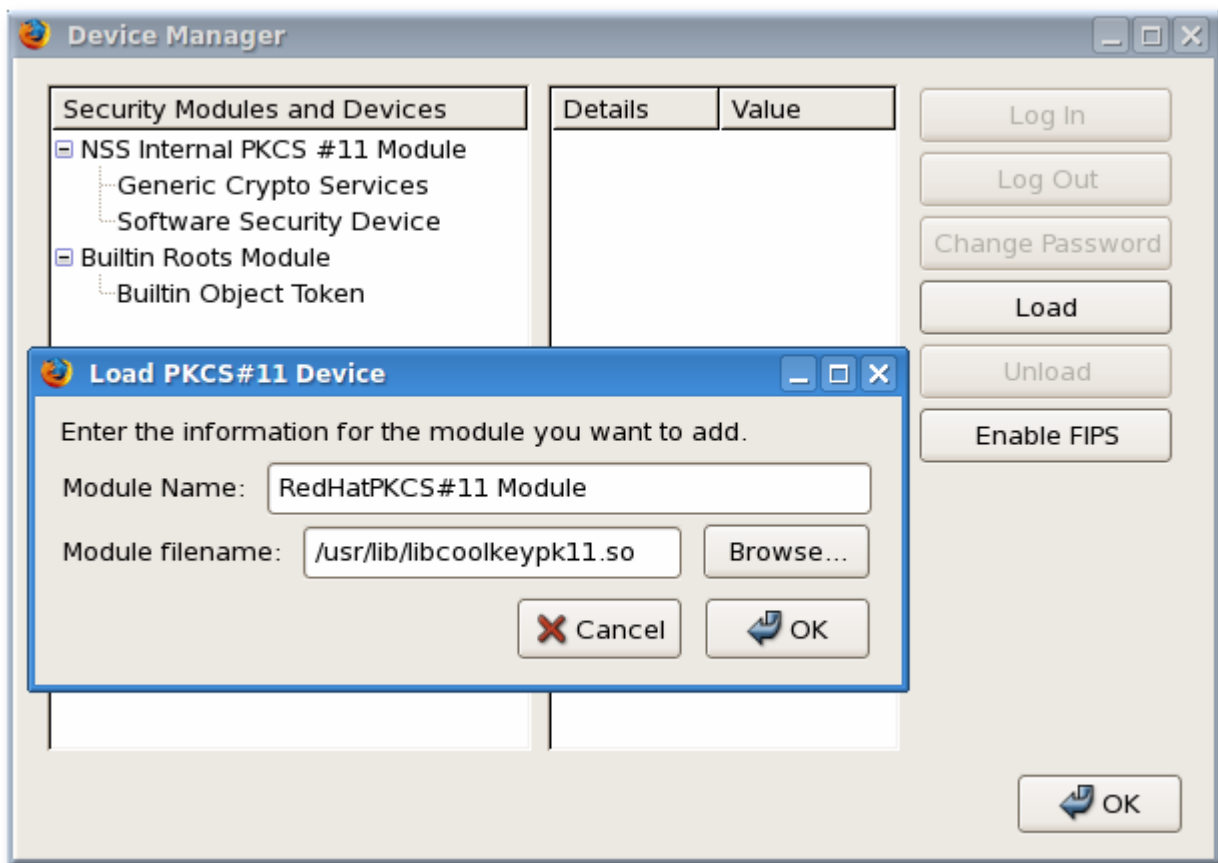 Device Manager
Security Modules and Devices
Details Value
NSS Internal PKCS #11 Module
Generic Crypto Services
Software Security Device
Builtin Roots Module
Builtin Object Token
Log In
Log Out
Change Password
Load
Unload
Enable FIPS
Load PKCS#11 Device
Enter the information for the module you want to add.
Module Name: RedHatPKCS#11 Module
Module filename: /usr/lib/libcoolkeypk11.so Browse...
Cancel OK
OK